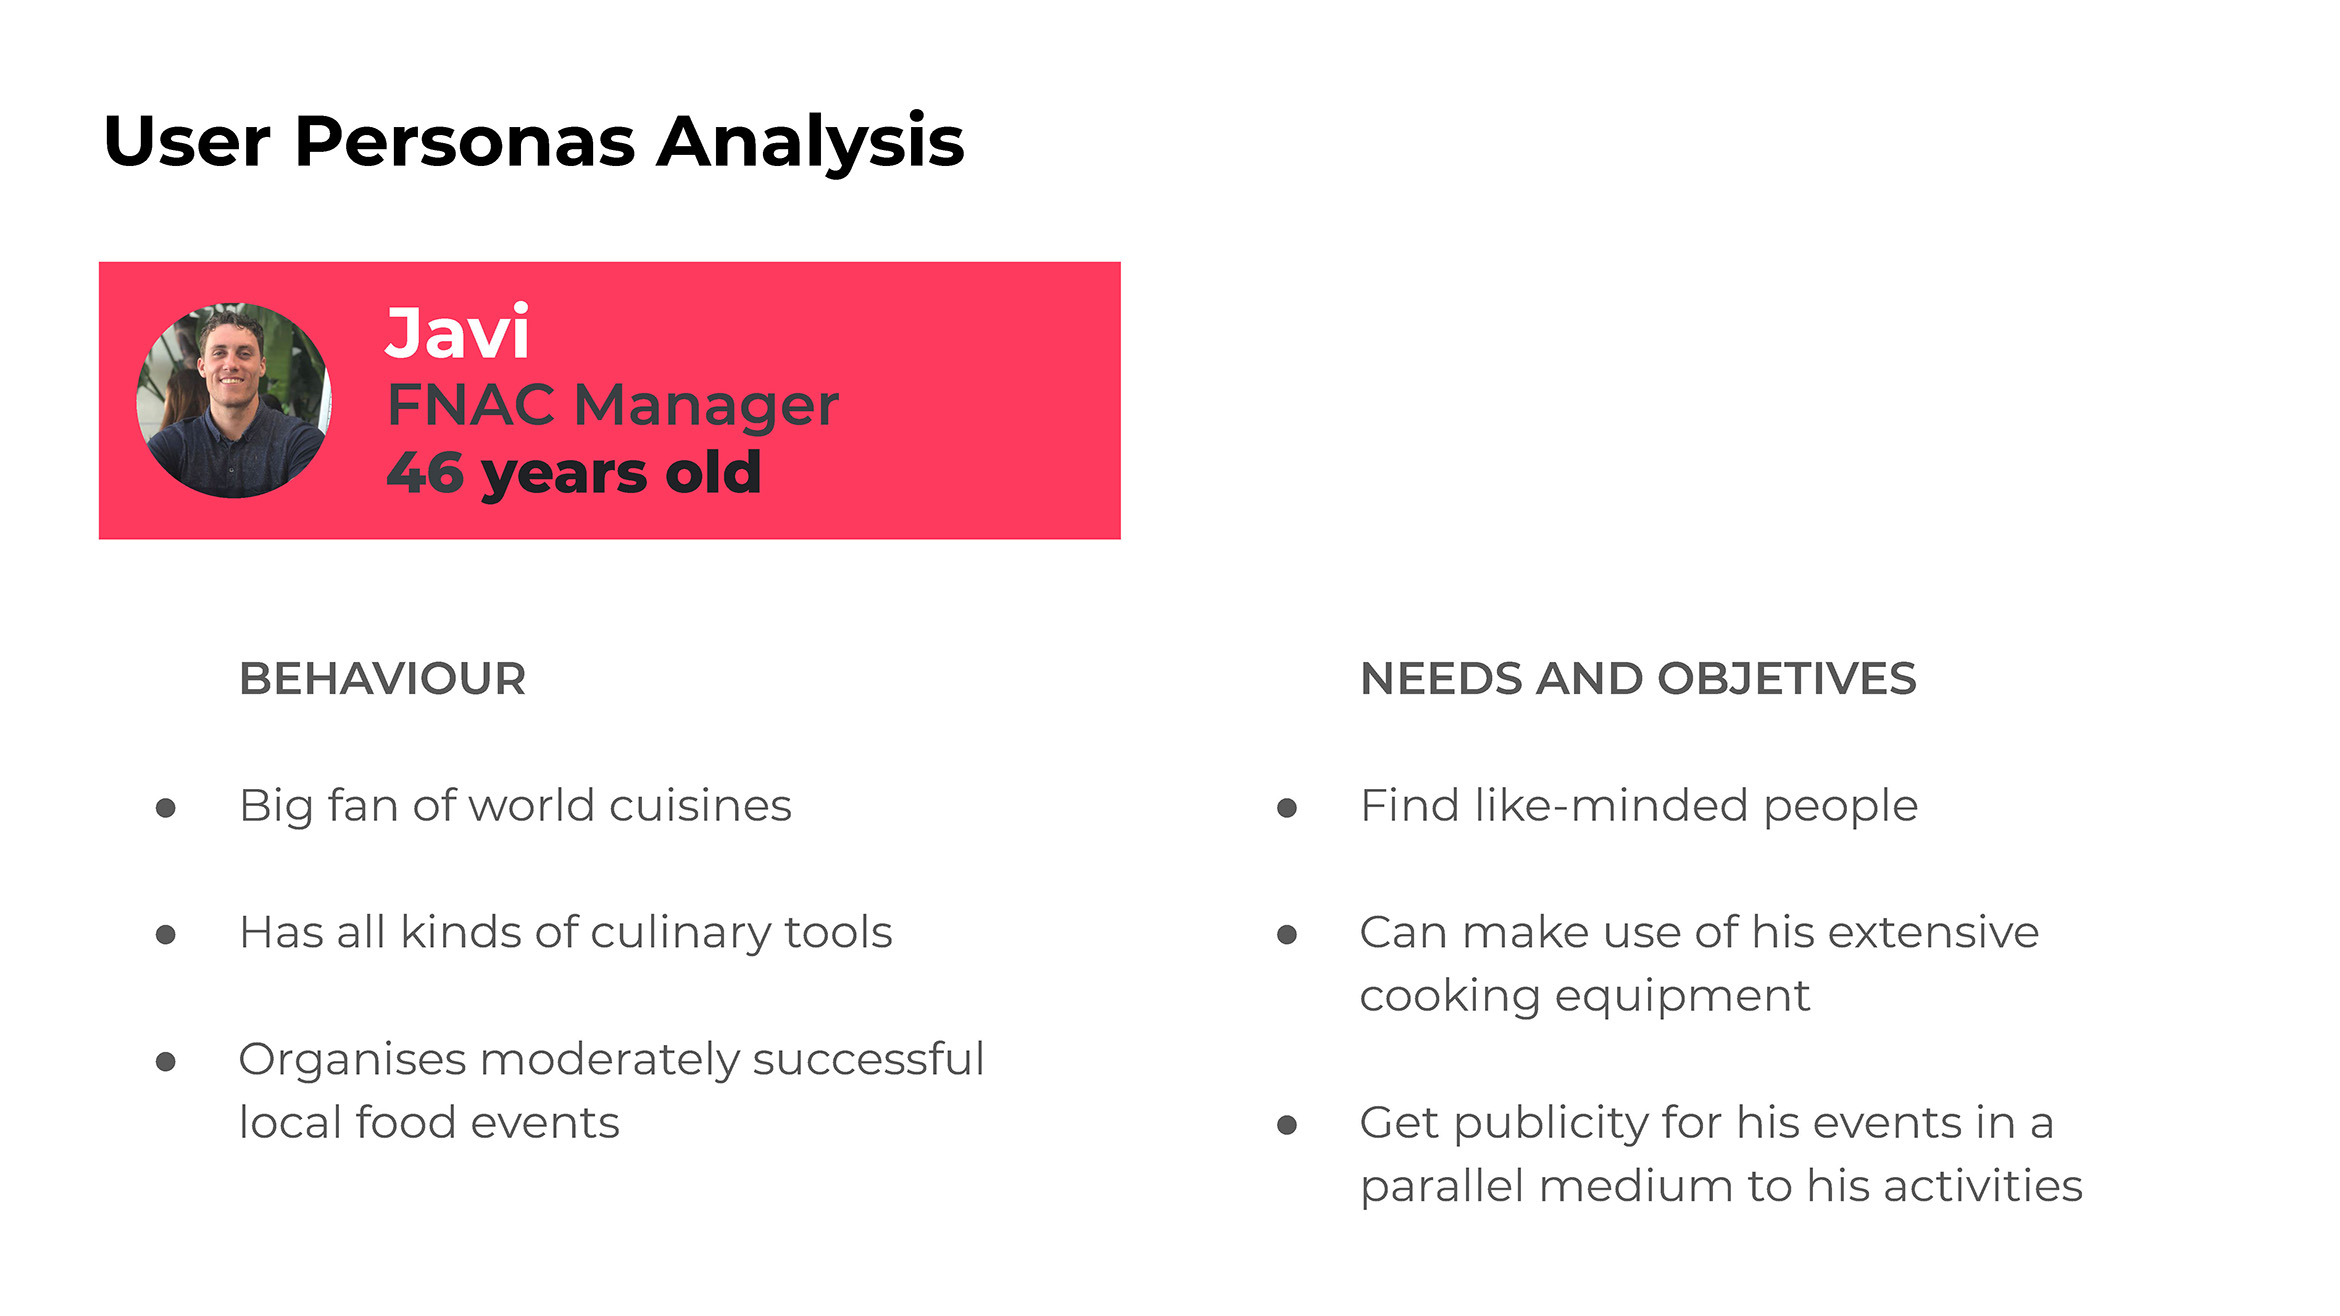 User Personas Analysis
Javi
FNAC Manager
46 years old
BEHAVIOUR
● Big fan of world cuisines
● Has all kinds of culinary tools
● Organises moderately successful
local food events
NEEDS AND OBJETIVES
● Find like-minded people
● Can make use of his extensive
cooking equipment
● Get publicity for his events in a
parallel medium to his activities